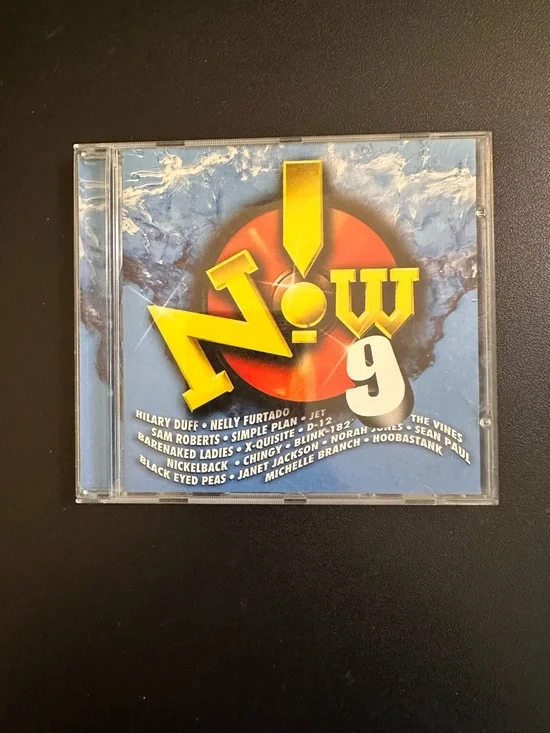 N!w
9
HILARY DUFF • NELLY FURTADO • JET
SAM ROBERTS • SIMPLE PLAN • D-12 THE VINES
BARENAKED LADIES • X-QUISITE • BLINK-182 • NORAH JONES • SEAN PAUL
NICKELBACK • CHINGY • HOOBASTANK
BLACK EYED PEAS • JANET JACKSON
MICHELLE BRANCH